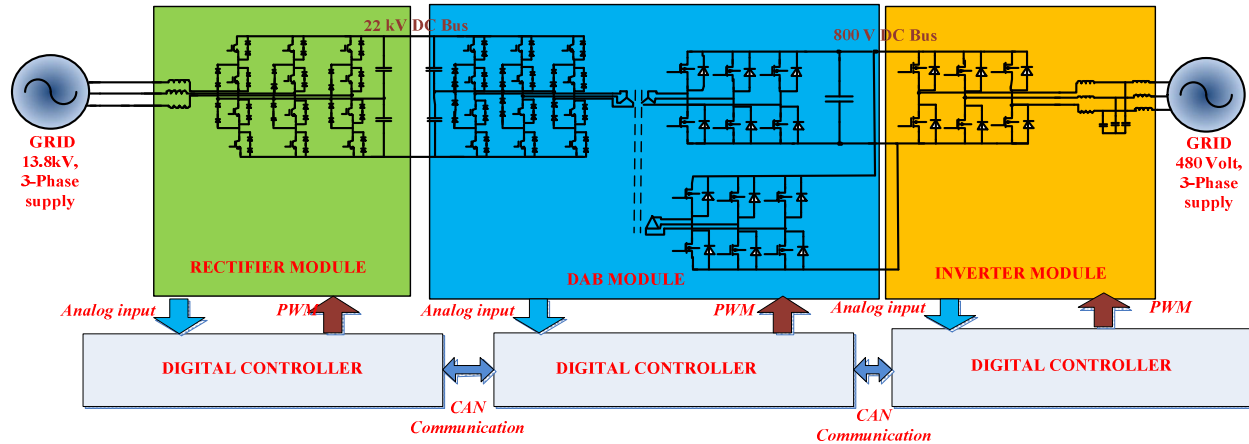 22 kV DC Bus
800 V DC Bus
GRID
13.8kV,
3-Phase
supply
GRID
480 Volt,
3-Phase
supply
RECTIFIER MODULE
DAB MODULE
INVERTER MODULE
Analog input
PWM
Analog input
PWM
Analog input
PWM
DIGITAL CONTROLLER
DIGITAL CONTROLLER
DIGITAL CONTROLLER
CAN
Communication
CAN
Communication